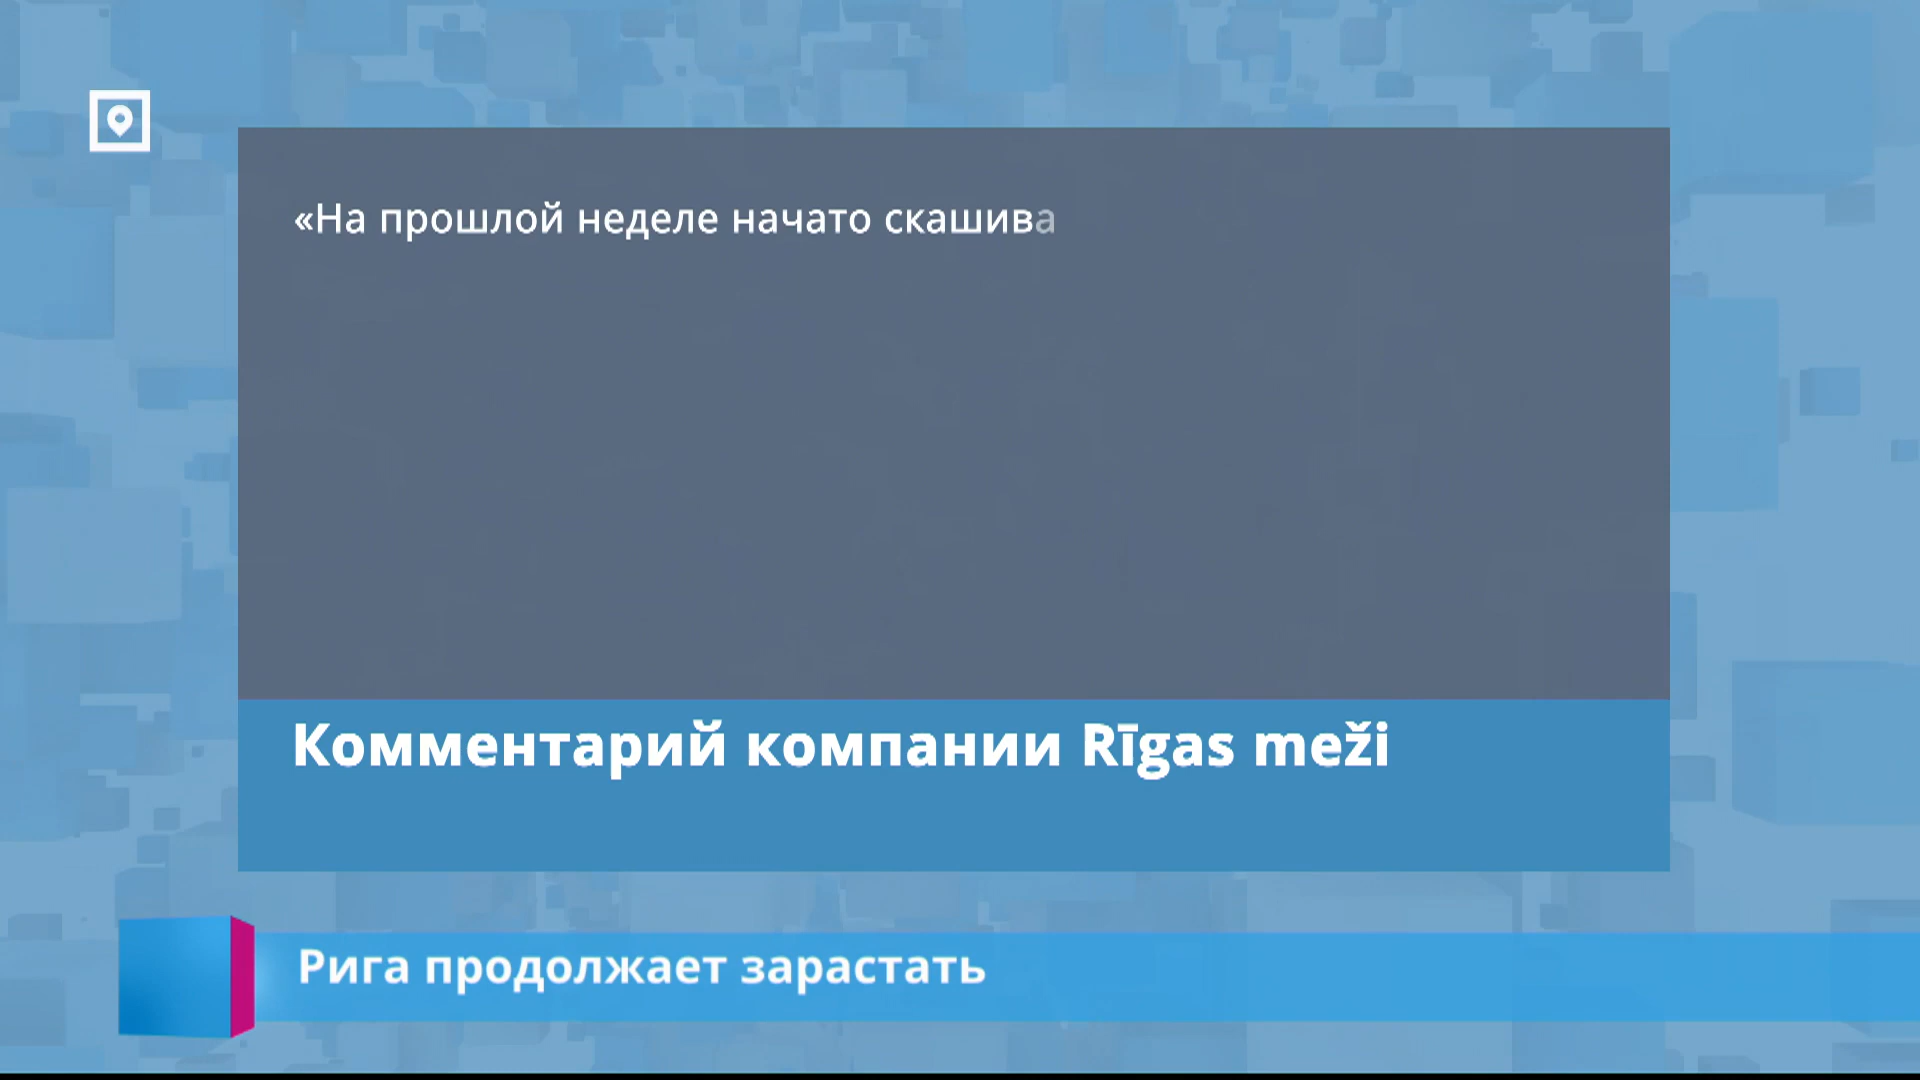 «На прошлой неделе начато скашива
Комментарий компании Rīgas meži
Рига продолжает зарастать